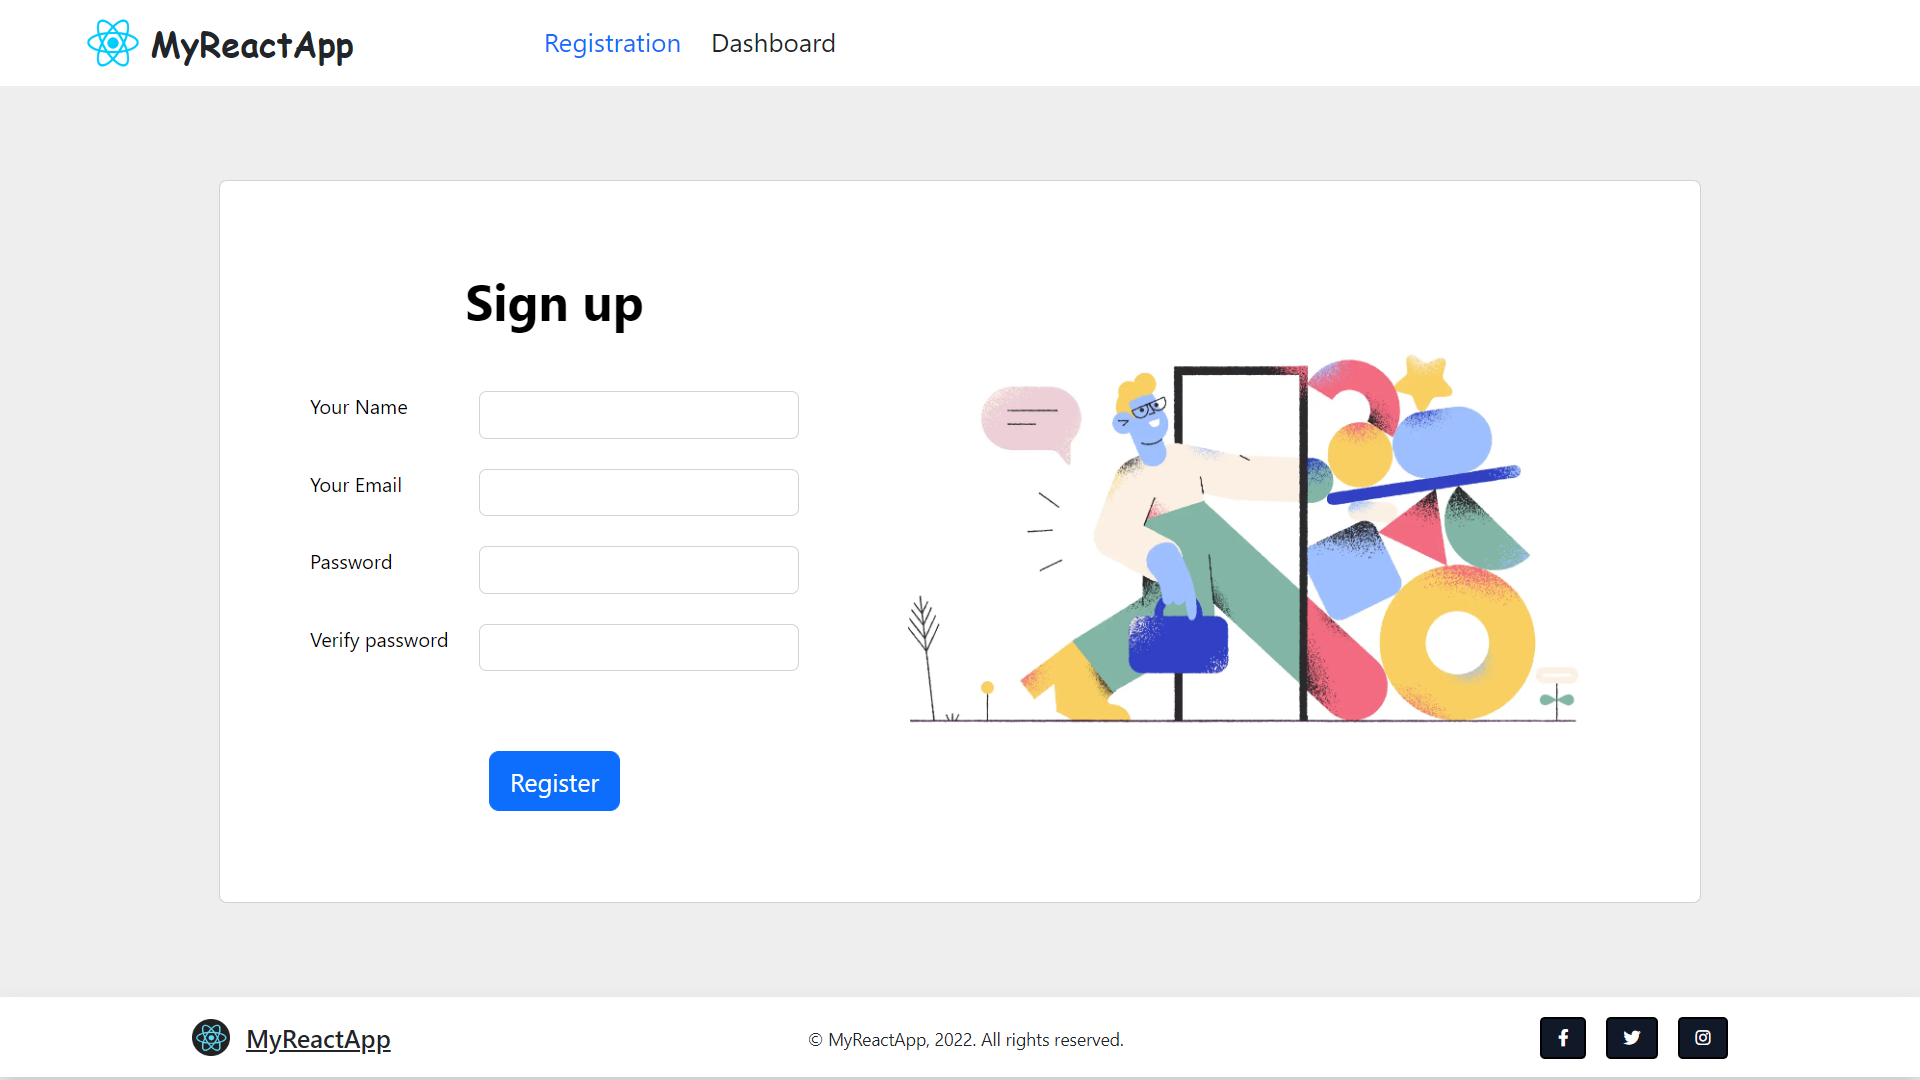 MyReactApp
Registration Dashboard
Sign up
Your Name
Your Email
Password
Verify password
Register
MyReactApp
© MyReactApp, 2022. All rights reserved.